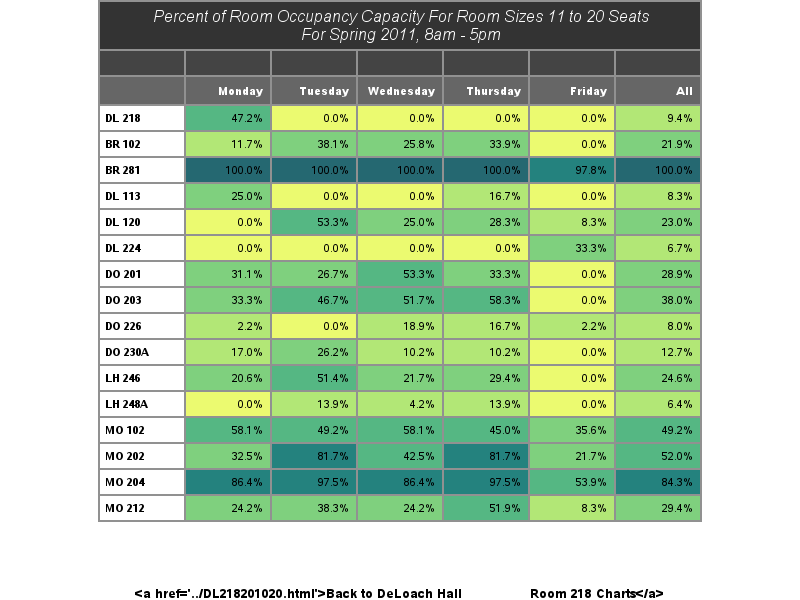 Percent of Room Occupancy Capacity For Room Sizes 11 to 20 Seats
For Spring 2011, 8am - 5pm
Monday Tuesday Wednesday Thursday Friday All
DL 218 47.2% 0.0% 0.0% 0.0% 0.0% 9.4%
BR 102 11.7% 38.1% 25.8% 33.9% 0.0% 21.9%
BR 281 100.0% 100.0% 100.0% 100.0% 97.8% 100.0%
DL 113 25.0% 0.0% 0.0% 16.7% 0.0% 8.3%
DL 120 0.0% 53.3% 25.0% 28.3% 8.3% 23.0%
DL 224 0.0% 0.0% 0.0% 0.0% 33.3% 6.7%
DO 201 31.1% 26.7% 53.3% 33.3% 0.0% 28.9%
DO 203 33.3% 46.7% 51.7% 58.3% 0.0% 38.0%
DO 226 2.2% 0.0% 18.9% 16.7% 2.2% 8.0%
DO 230A 17.0% 26.2% 10.2% 10.2% 0.0% 12.7%
LH 246 20.6% 51.4% 21.7% 29.4% 0.0% 24.6%
LH 248A 0.0% 13.9% 4.2% 13.9% 0.0% 6.4%
MO 102 58.1% 49.2% 58.1% 45.0% 35.6% 49.2%
MO 202 32.5% 81.7% 42.5% 81.7% 21.7% 52.0%
MO 204 86.4% 97.5% 86.4% 97.5% 53.9% 84.3%
MO 212 24.2% 38.3% 24.2% 51.9% 8.3% 29.4%
<a href='../DL218201020.html'>Back to DeLoach Hall Room 218 Charts</a>